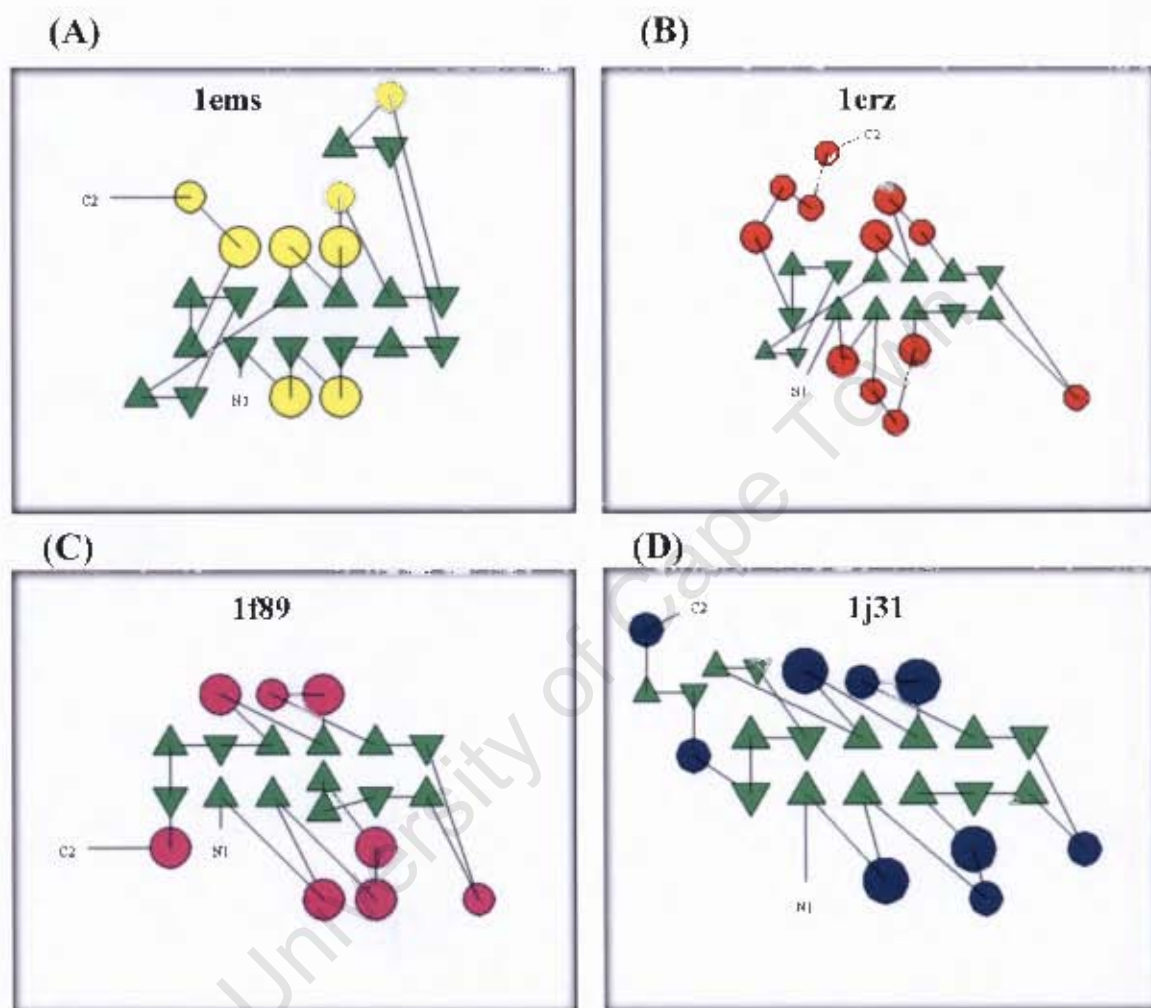 (A)
(B)
1ems
1erz
C2
C2
N1
N1
(C)
(D)
1f89
1j31
C2
C2
N1
N1
University of Cape Town